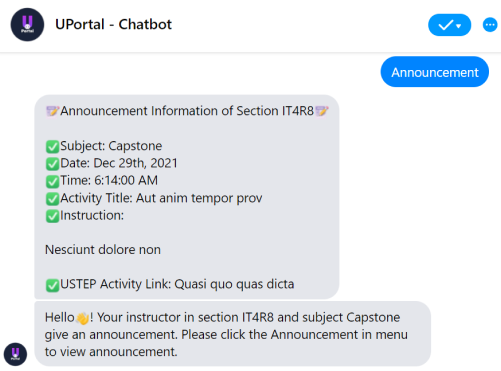 UPortal - Chatbot
Announcement
📝Announcement Information of Section IT4R8📝
✅Subject: Capstone
✅Date: Dec 29th, 2021
✅Time: 6:14:00 AM
✅Activity Title: Aut anim tempor prov
✅Instruction:
Nesciunt dolore non
✅USTEP Activity Link: Quasi quo quas dicta
Hello👋! Your instructor in section IT4R8 and subject Capstone
give an announcement. Please click the Announcement in menu
to view announcement.